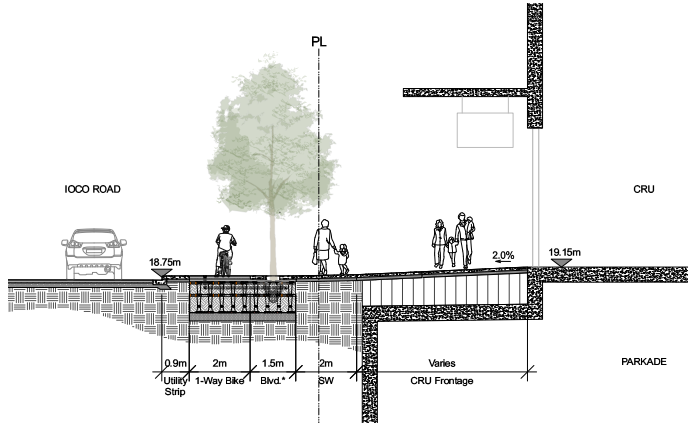 PL
IOCO ROAD
CRU
18.75m
2.0%
19.15m
0.9m
2m
1.5m
2m
Varies
Utility
Strip
1-Way Bike
Blvd.*
SW
CRU Frontage
PARKADE